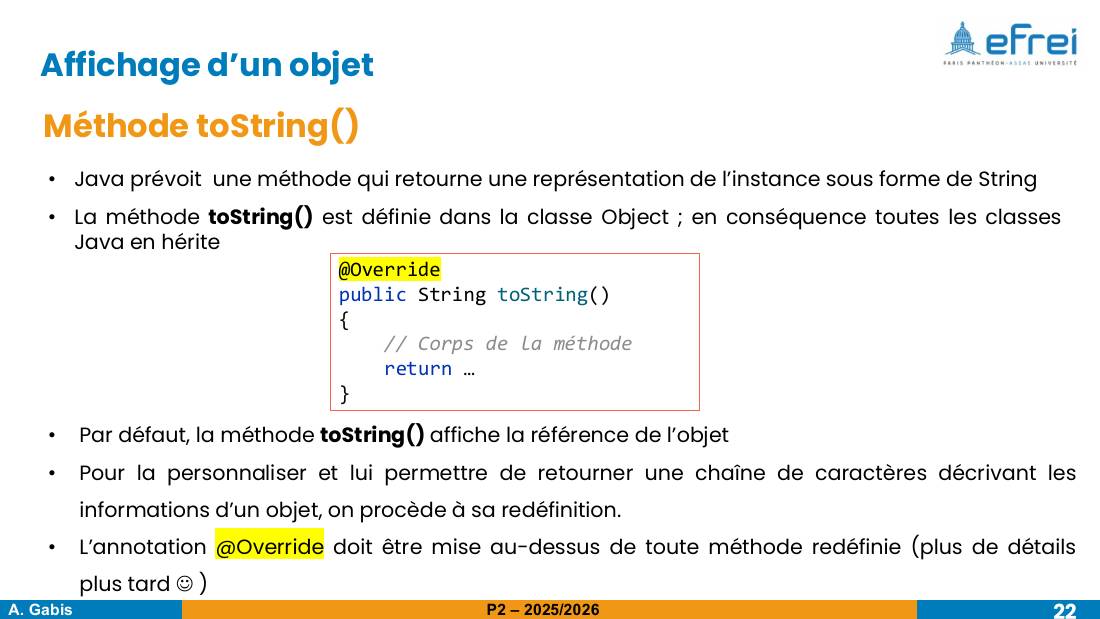 efrei
PARIS PANTHÉON-ASSAS UNIVERSITÉ
Affichage d’un objet
Méthode toString()
• Java prévoit une méthode qui retourne une représentation de l’instance sous forme de String
• La méthode toString() est définie dans la classe Object ; en conséquence toutes les classes
Java en hérite
@Override
public String toString()
{
// Corps de la méthode
return …
}
• Par défaut, la méthode toString() affiche la référence de l’objet
• Pour la personnaliser et lui permettre de retourner une chaîne de caractères décrivant les
informations d’un objet, on procède à sa redéfinition.
• L’annotation @Override doit être mise au-dessus de toute méthode redéfinie (plus de détails
plus tard ☺ )
A. Gabis
P2 – 2025/2026
22